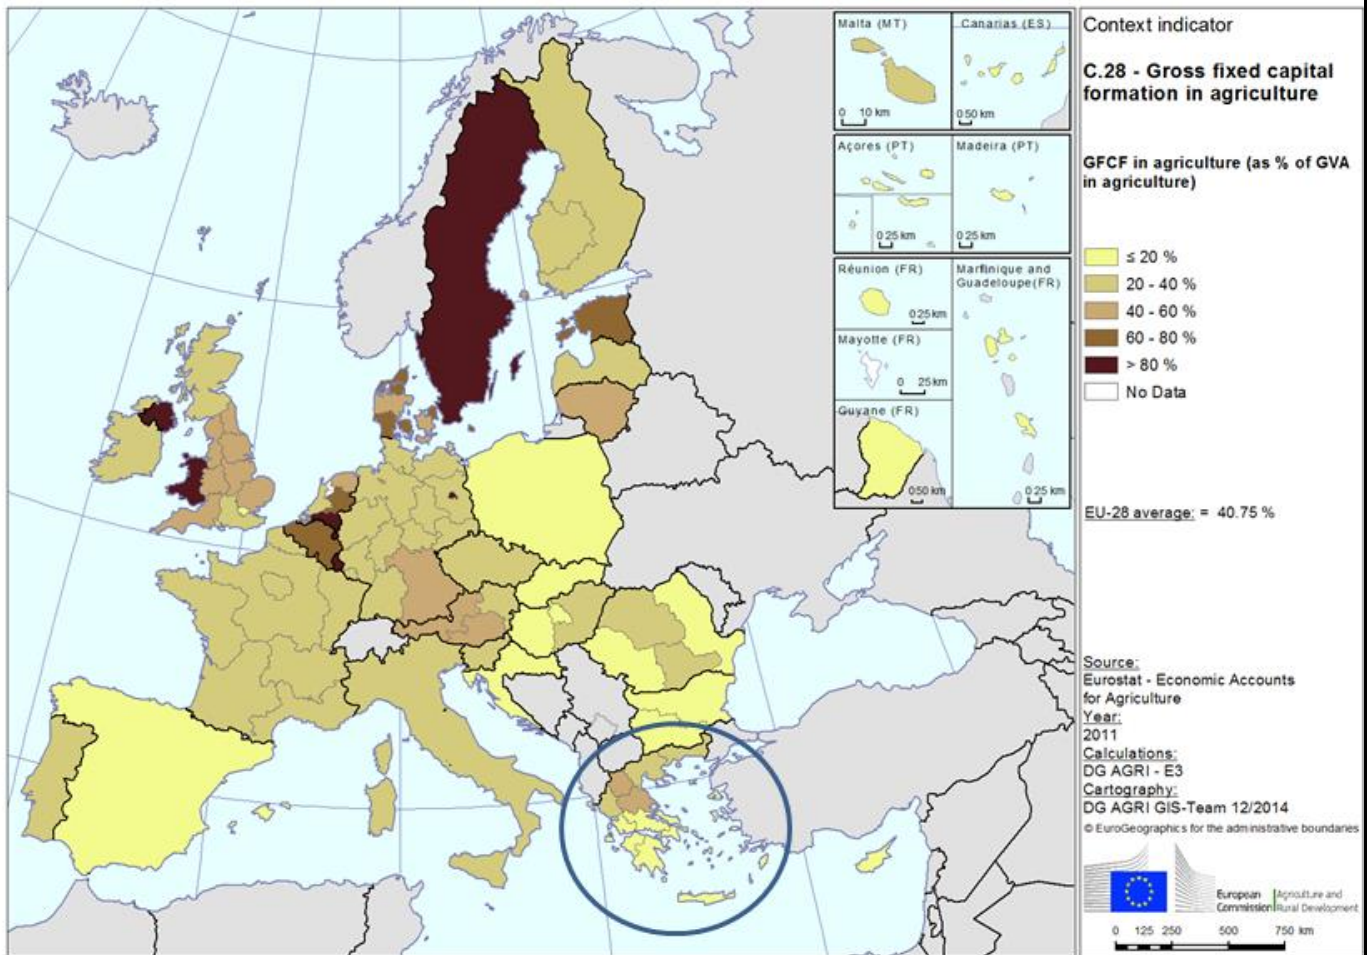 Malta (MT)
0 10 km
Canarias (ES)
0 50 km
Açores (PT)
0 25 km
Madeira (PT)
0 25 km
Réunion (FR)
0 25 km
Mayotte (FR)
0 25 km
Guyane (FR)
0 50 km
Martinique and
Guadeloupe(FR)
0 25 km
Context indicator
C.28 - Gross fixed capital
formation in agriculture
GFCF in agriculture (as % of GVA
in agriculture)
≤ 20 %
20 - 40 %
40 - 60 %
60 - 80 %
> 80 %
No Data
EU-28 average: = 40.75 %
Source:
Eurostat - Economic Accounts
for Agriculture
Year:
2011
Calculations:
DG AGRI - E3
Cartography:
DG AGRI GIS-Team 12/2014
© EuroGeographics for the administrative boundaries
European
Commission
Agriculture and
Rural Development
0 125 250 500 750 km